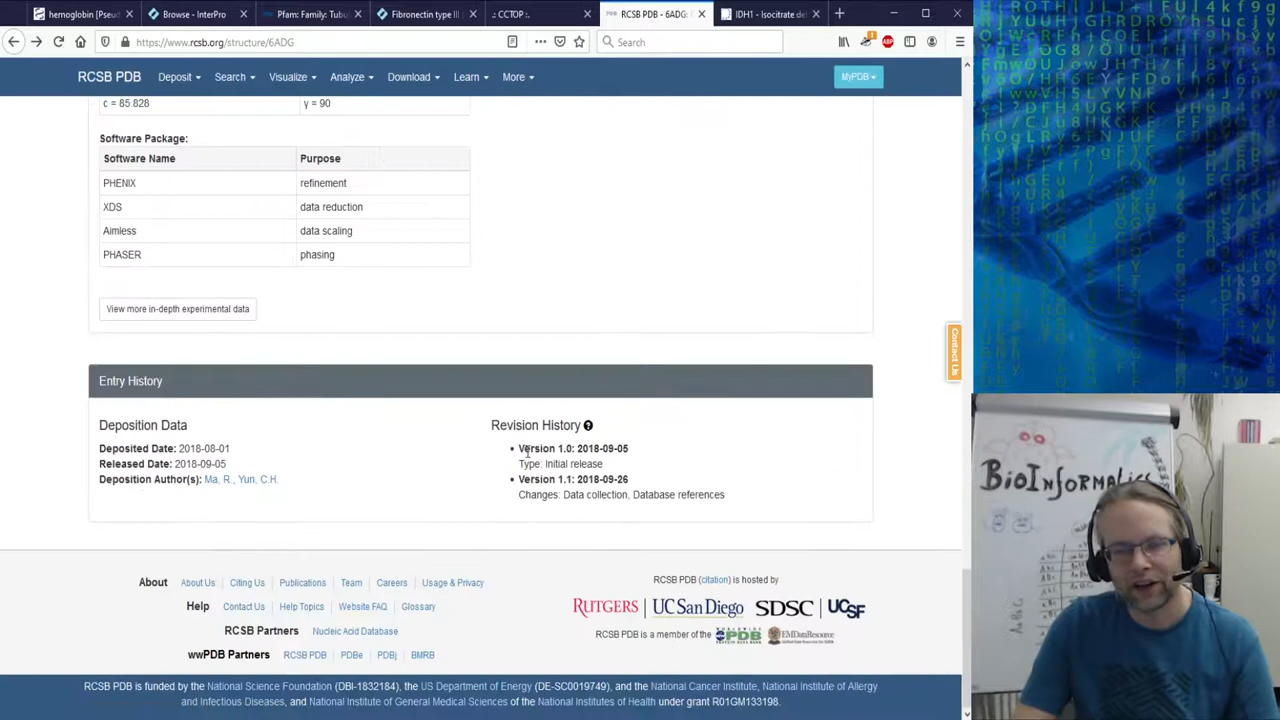 hemoglobin [Pseud
Browse - InterPro
Pfam: Family: Tubul
Fibronectin type III
.: CCTOP :.
RCSB PDB - 6ADG:
IDH1 - Isocitrate de
https://www.rcsb.org/structure/6ADG
Search
ABP
RCSB PDB Deposit Search Visualize Analyze Download Learn More MyPDB
c = 85.828 γ = 90
Software Package:
Software Name Purpose
PHENIX refinement
XDS data reduction
Aimless data scaling
PHASER phasing
View more in-depth experimental data
Contact Us
Entry History
Deposition Data
Deposited Date: 2018-08-01
Released Date: 2018-09-05
Deposition Author(s): Ma, R., Yun, C.H.
Revision History
Version 1.0: 2018-09-05
Type: Initial release
Version 1.1: 2018-09-26
Changes: Data collection, Database references
About About Us Citing Us Publications Team Careers Usage & Privacy
Help Contact Us Help Topics Website FAQ Glossary
RCSB Partners Nucleic Acid Database
wwPDB Partners RCSB PDB PDBe PDBj BMRB
RCSB PDB (citation) is hosted by
RUTGERS UC San Diego SDSC UCSF
RCSB PDB is a member of the PDB EMDataResource
RCSB PDB is funded by the National Science Foundation (DBI-1832184), the US Department of Energy (DE-SC0019749), and the National Cancer Institute, National Institute of Allergy
and Infectious Diseases, and National Institute of General Medical Sciences of the National Institutes of Health under grant R01GM133198.
BioInformatics